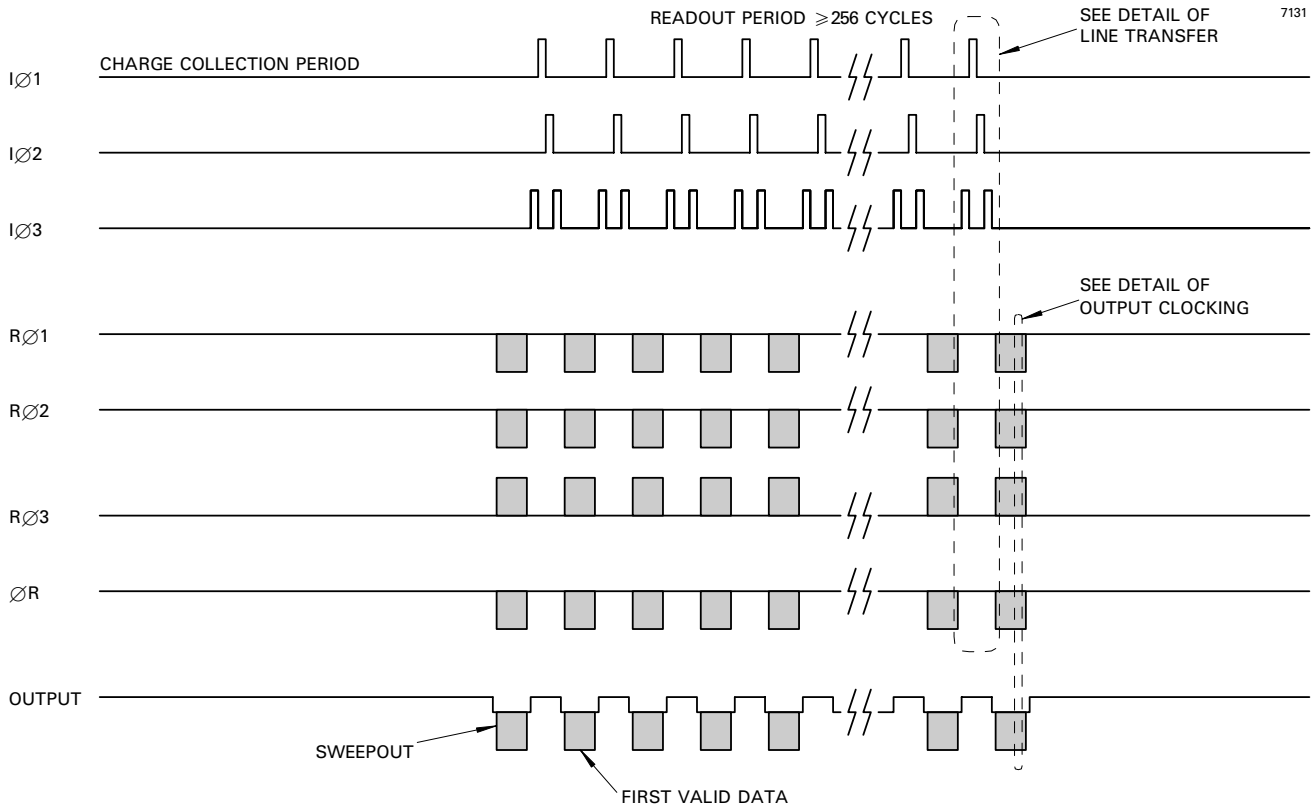 READOUT PERIOD ⩾256 CYCLES
SEE DETAIL OF
LINE TRANSFER
7131
CHARGE COLLECTION PERIOD
I∅1
I∅2
I∅3
SEE DETAIL OF
OUTPUT CLOCKING
R∅1
R∅2
R∅3
∅R
OUTPUT
SWEEPOUT
FIRST VALID DATA